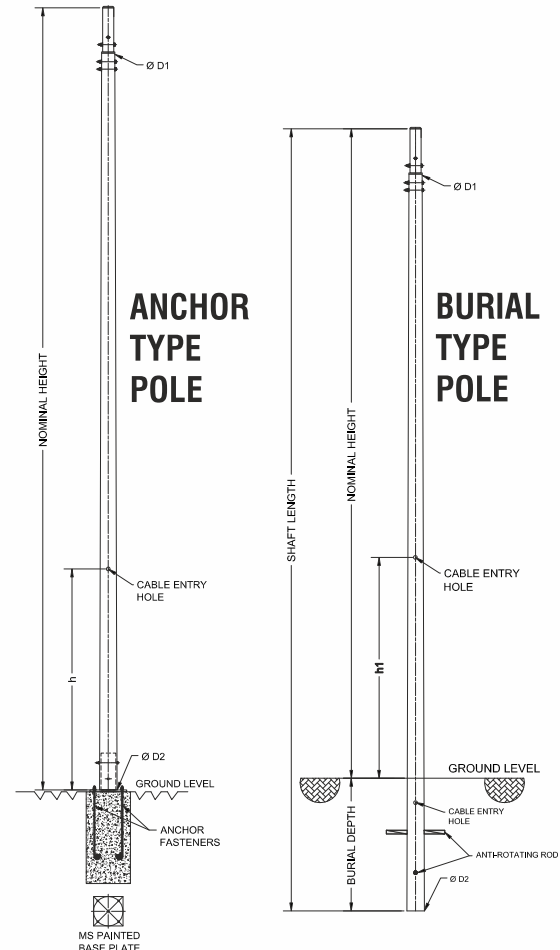 Ø D1
ANCHOR
TYPE
POLE
NOMINAL HEIGHT
CABLE ENTRY
HOLE
h
Ø D2
GROUND LEVEL
ANCHOR
FASTENERS
MS PAINTED
BASE PLATE
Ø D1
BURIAL
TYPE
POLE
SHAFT LENGTH
NOMINAL HEIGHT
CABLE ENTRY
HOLE
h1
GROUND LEVEL
BURIAL DEPTH
CABLE ENTRY
HOLE
ANTI-ROTATING ROD
Ø D2